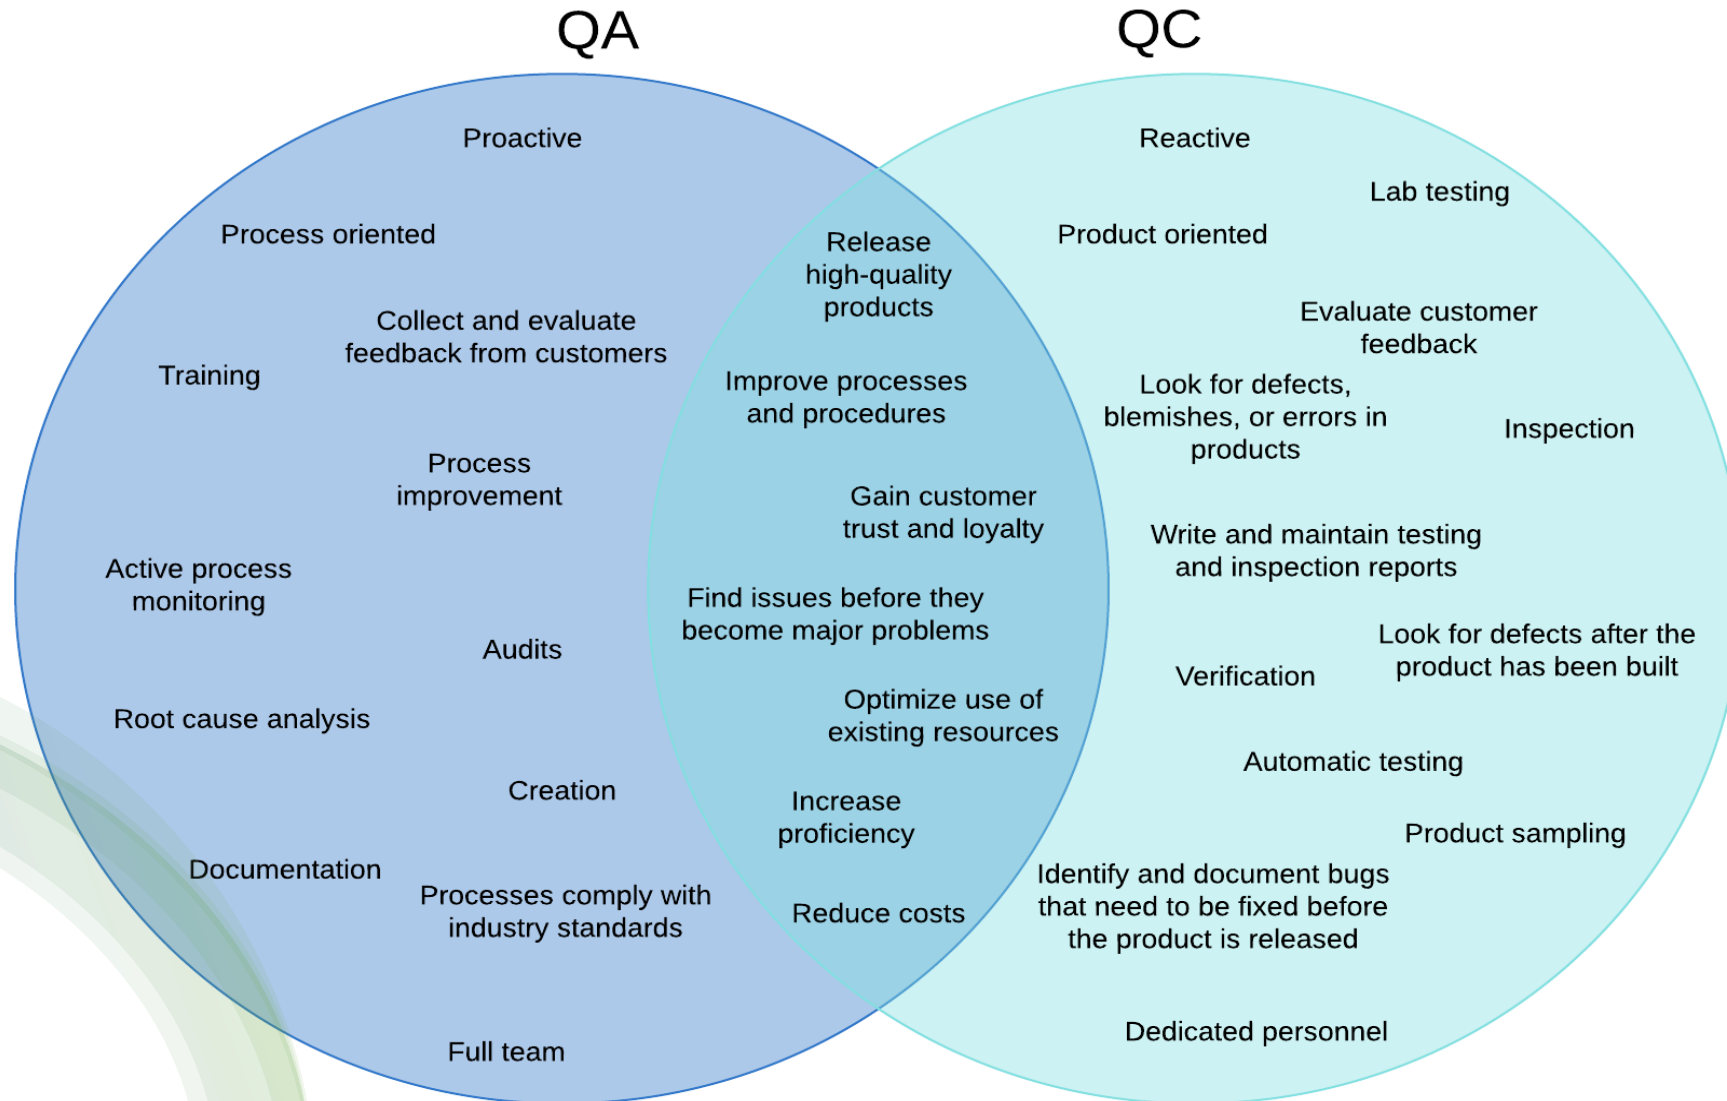 QA
QC
Proactive
Process oriented
Collect and evaluate
feedback from customers
Training
Process
improvement
Active process
monitoring
Audits
Root cause analysis
Creation
Documentation
Processes comply with
industry standards
Full team
Release
high-quality
products
Improve processes
and procedures
Gain customer
trust and loyalty
Find issues before they
become major problems
Optimize use of
existing resources
Increase
proficiency
Reduce costs
Reactive
Lab testing
Product oriented
Evaluate customer
feedback
Look for defects,
blemishes, or errors in
products
Inspection
Write and maintain testing
and inspection reports
Look for defects after the
product has been built
Verification
Automatic testing
Product sampling
Identify and document bugs
that need to be fixed before
the product is released
Dedicated personnel